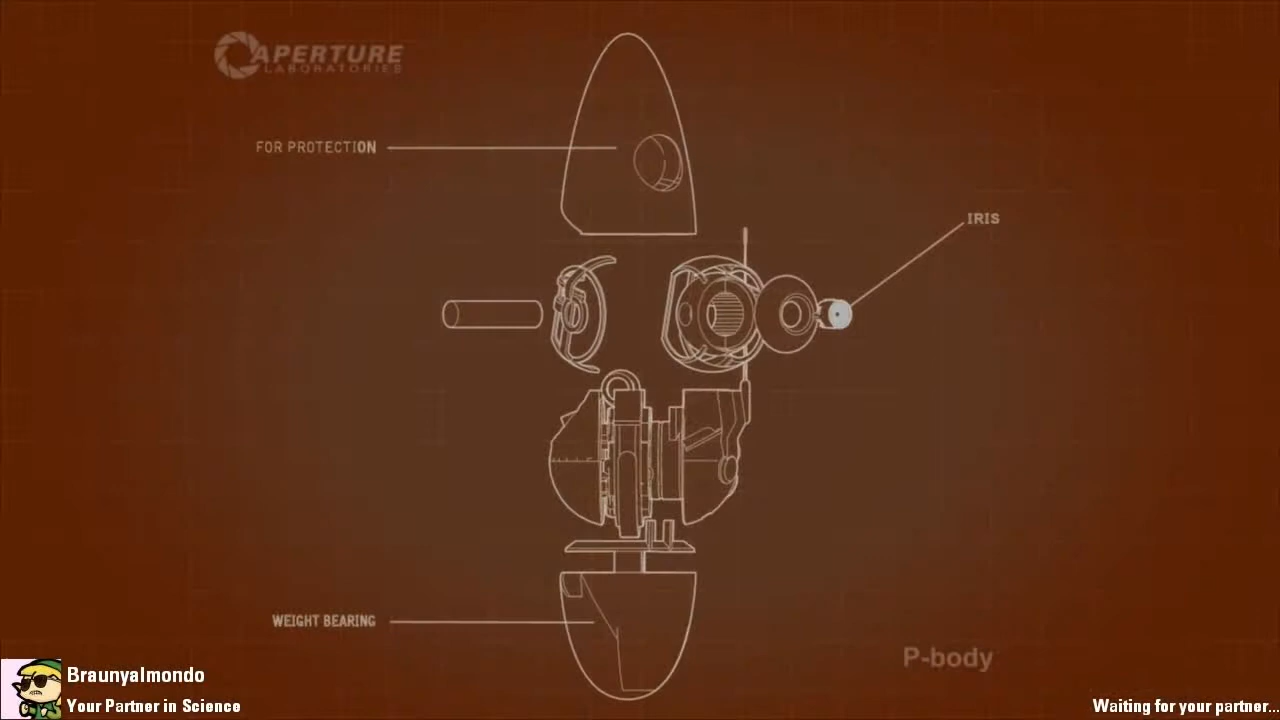 APERTURE
LABORATORIES
FOR PROTECTION
IRIS
WEIGHT BEARING
P-body
Braunyalmondo
Your Partner in Science
Waiting for your partner...